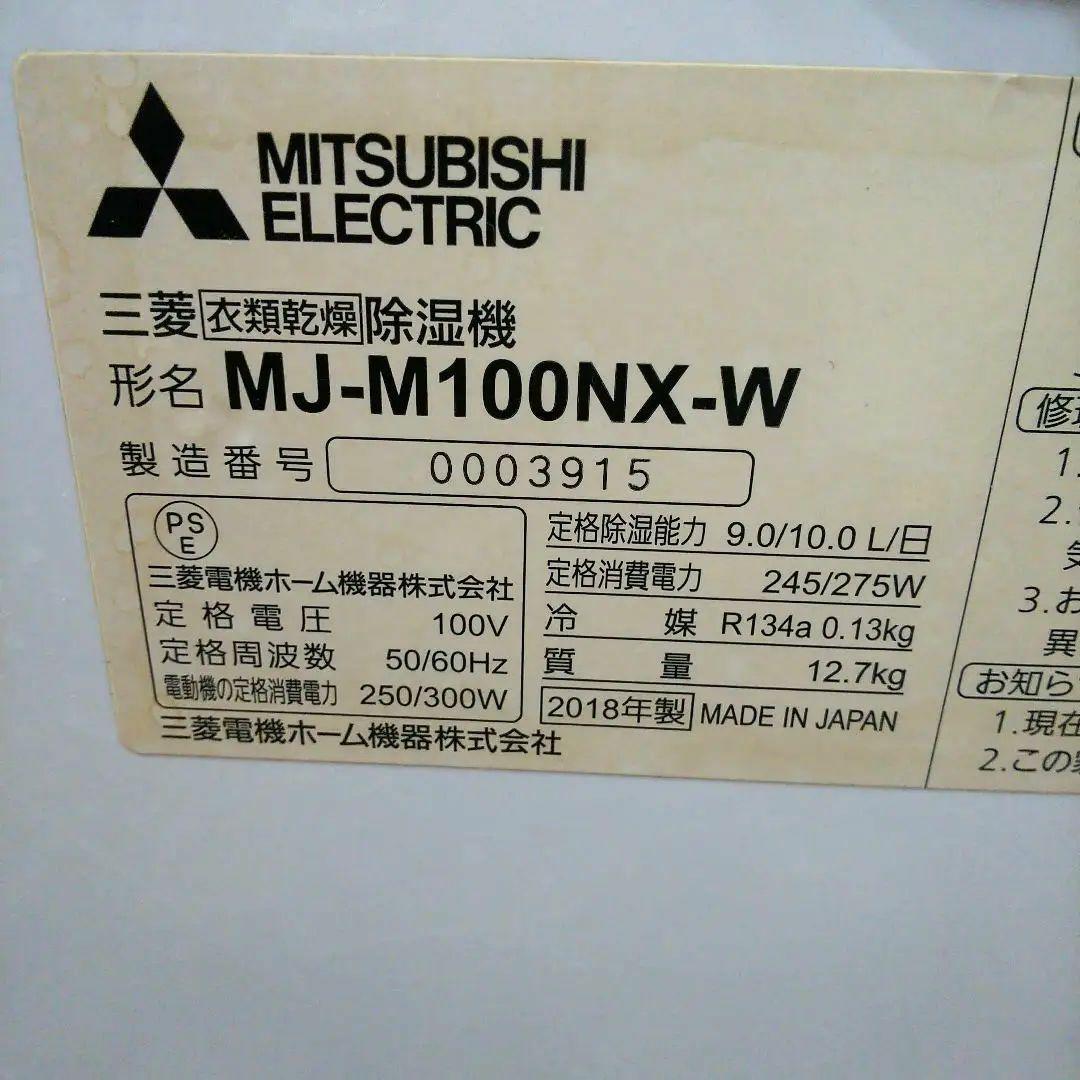 MITSUBISHI
ELECTRIC
三菱 衣類乾燥 除湿機
形名 MJ-M100NX-W
製造番号 0003915
PS
E
三菱電機ホーム機器株式会社
定格電圧 100V
定格周波数 50/60Hz
電動機の定格消費電力 250/300W
定格除湿能力 9.0/10.0 L/日
定格消費電力 245/275W
冷媒 R134a 0.13kg
質量 12.7kg
2018年製 MADE IN JAPAN
三菱電機ホーム機器株式会社
1.
2.
3.お
異
お知ら
1.現在
2.この